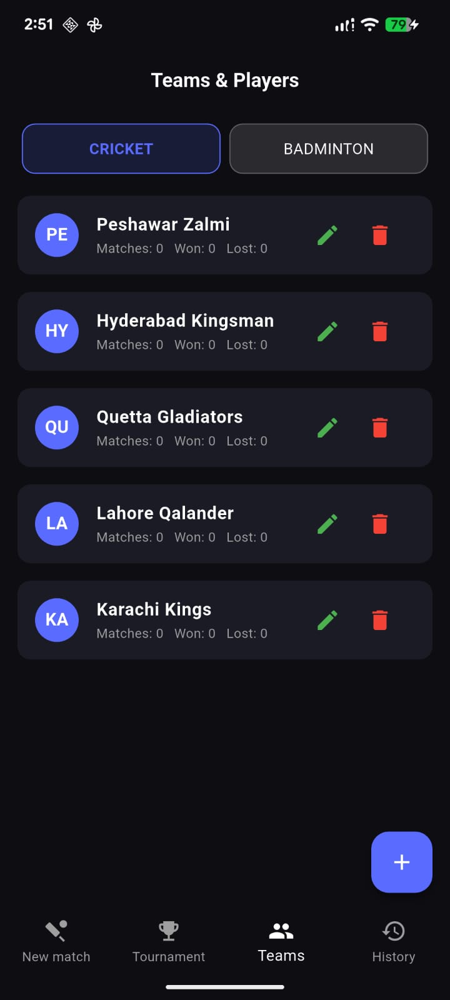 2:51 79
Teams & Players
CRICKET BADMINTON
PE Peshawar Zalmi
Matches: 0 Won: 0 Lost: 0
HY Hyderabad Kingsman
Matches: 0 Won: 0 Lost: 0
QU Quetta Gladiators
Matches: 0 Won: 0 Lost: 0
LA Lahore Qalander
Matches: 0 Won: 0 Lost: 0
KA Karachi Kings
Matches: 0 Won: 0 Lost: 0
+
New match Tournament Teams History